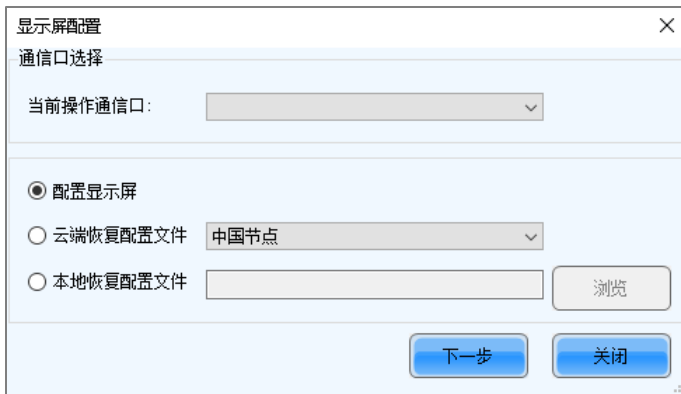 显示屏配置
通信口选择
当前操作通信口:
配置显示屏
云端恢复配置文件 中国节点
本地恢复配置文件 浏览
下一步 关闭